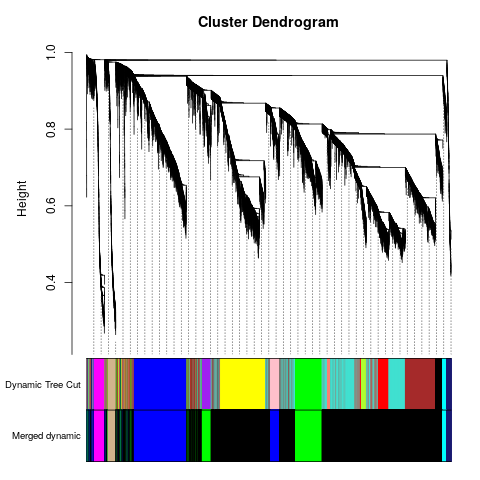 Cluster Dendrogram
Height
1.0
0.8
0.6
0.4
Dynamic Tree Cut
Merged dynamic